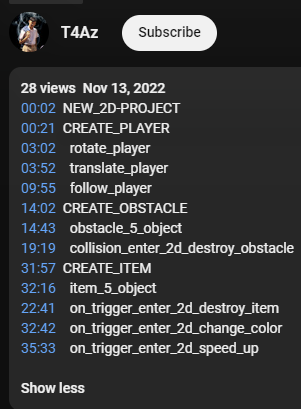 T4Az
Subscribe
28 views Nov 13, 2022
00:02 NEW_2D-PROJECT
00:21 CREATE_PLAYER
03:02 rotate_player
03:52 translate_player
09:55 follow_player
14:02 CREATE_OBSTACLE
14:43 obstacle_5_object
19:19 collision_enter_2d_destroy_obstacle
31:57 CREATE_ITEM
32:16 item_5_object
22:41 on_trigger_enter_2d_destroy_item
32:42 on_trigger_enter_2d_change_color
35:33 on_trigger_enter_2d_speed_up
Show less